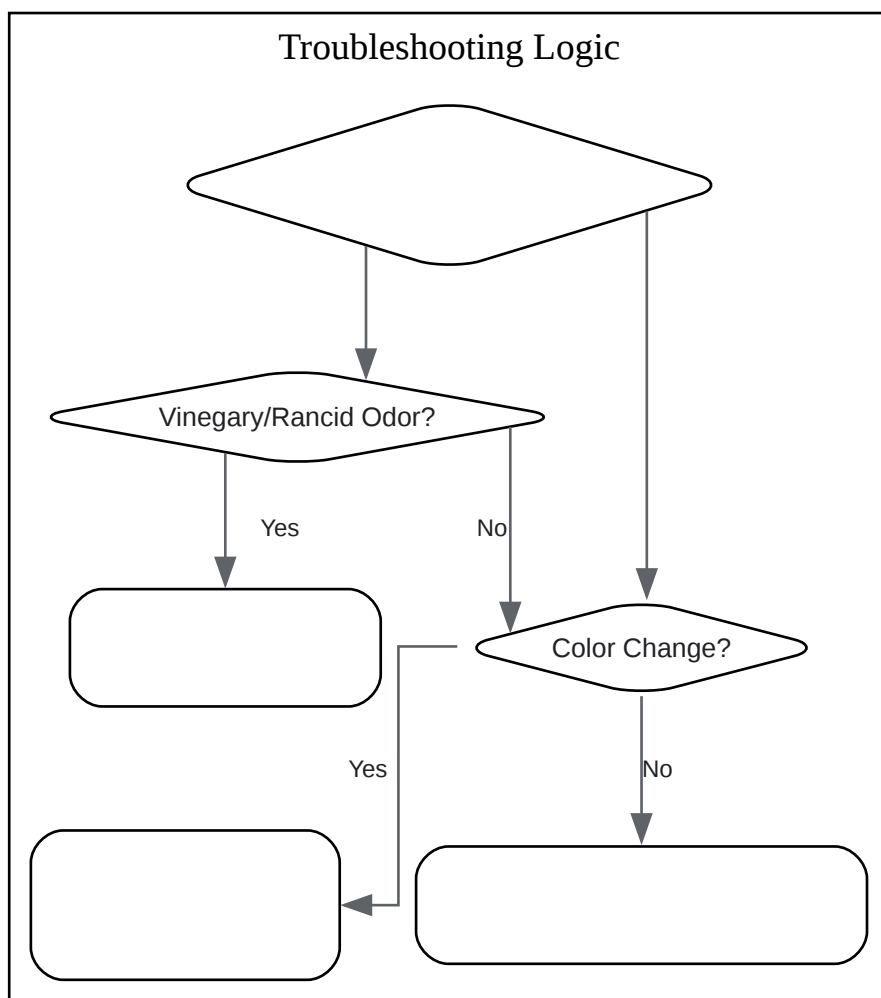 Troubleshooting Logic
Vinegary/Rancid Odor?
Yes
No
Color Change?
Yes
No